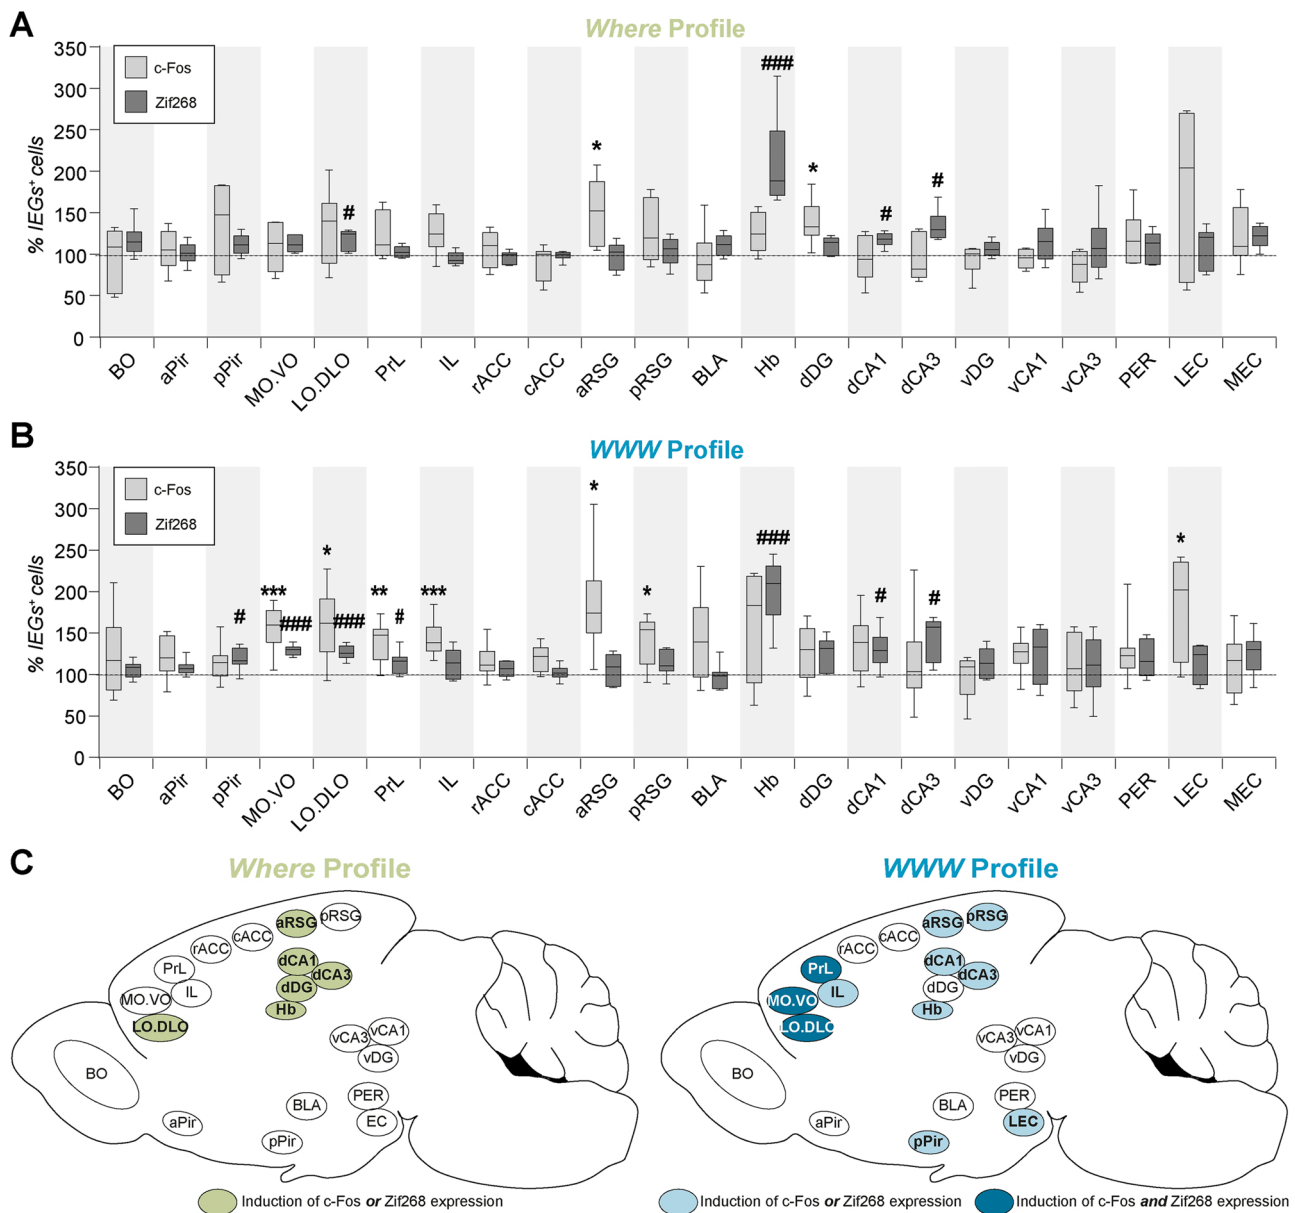 A
Where Profile
% IEGs+ cells
350
300
250
200
150
100
50
0
c-Fos
Zif268
#
*
###
*
#
#
BO aPir pPir MO.VO LO.DLO PrL IL rACC cACC aRSG pRSG BLA Hb dDG dCA1 dCA3 vDG vCA1 vCA3 PER LEC MEC
B
WWW Profile
% IEGs+ cells
350
300
250
200
150
100
50
0
c-Fos
Zif268
#
***
###
*
###
**
#
***
*
*
###
#
#
*
BO aPir pPir MO.VO LO.DLO PrL IL rACC cACC aRSG pRSG BLA Hb dDG dCA1 dCA3 vDG vCA1 vCA3 PER LEC MEC
C
Where Profile
aRSG
pRSG
cACC
rACC
PrL
IL
MO.VO
LO.DLO
dCA1
dCA3
dDG
Hb
vCA3
vCA1
vDG
BO
BLA
PER
EC
aPir
pPir
Induction of c-Fos or Zif268 expression
WWW Profile
aRSG
pRSG
cACC
rACC
PrL
IL
MO.VO
LO.DLO
dCA1
dCA3
dDG
Hb
vCA3
vCA1
vDG
BO
BLA
PER
LEC
aPir
pPir
Induction of c-Fos or Zif268 expression
Induction of c-Fos and Zif268 expression